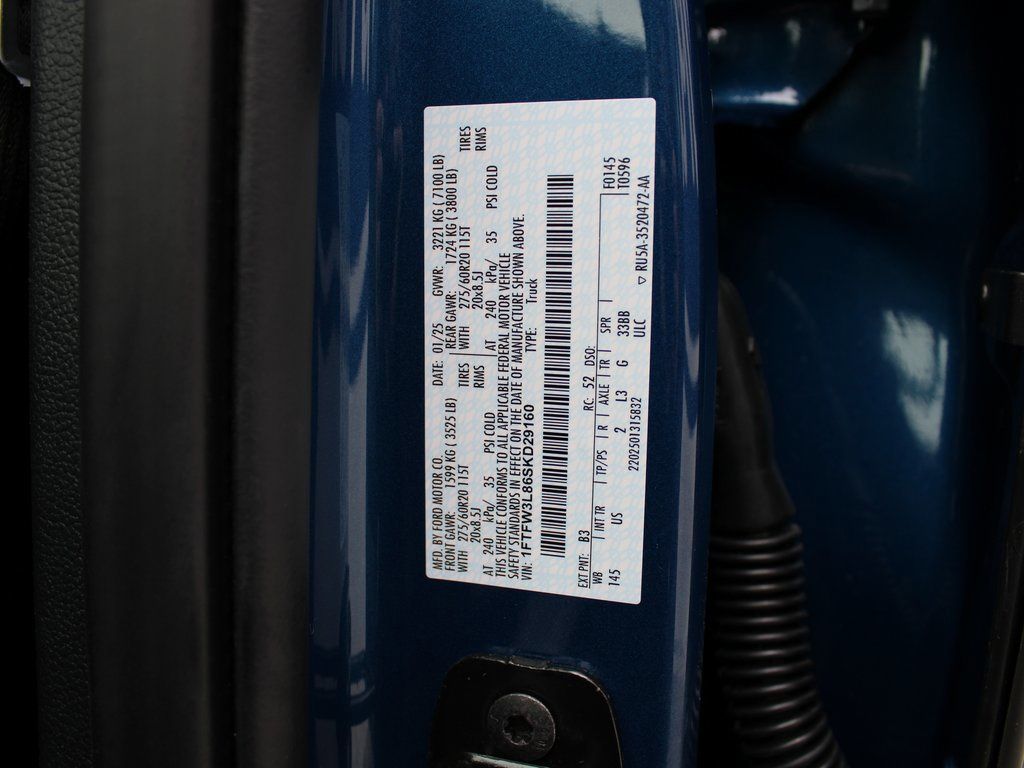 MFD. BY FORD MOTOR CO. DATE: 01/25 GVWR: 3221 KG ( 7100 LB)
FRONT GAWR: 1599 KG ( 3525 LB) REAR GAWR: 1724 KG ( 3800 LB)
WITH 275/60R20 115T TIRES WITH 275/60R20 115T TIRES
20x8.5J RIMS 20x8.5J RIMS
AT 240 kPa/ 35 PSI COLD AT 240 kPa/ 35 PSI COLD
THIS VEHICLE CONFORMS TO ALL APPLICABLE FEDERAL MOTOR VEHICLE
SAFETY STANDARDS IN EFFECT ON THE DATE OF MANUFACTURE SHOWN ABOVE.
VIN: 1FTFW3L86SKD29160 TYPE: Truck
EXT PNT: B3 RC: 52 DSO:
WB INT TR TP/PS R AXLE TR SPR F0145
145 US 2 L3 G 33BB T0596
2202501315832 ULC ▽ RU5A-3520472-AA